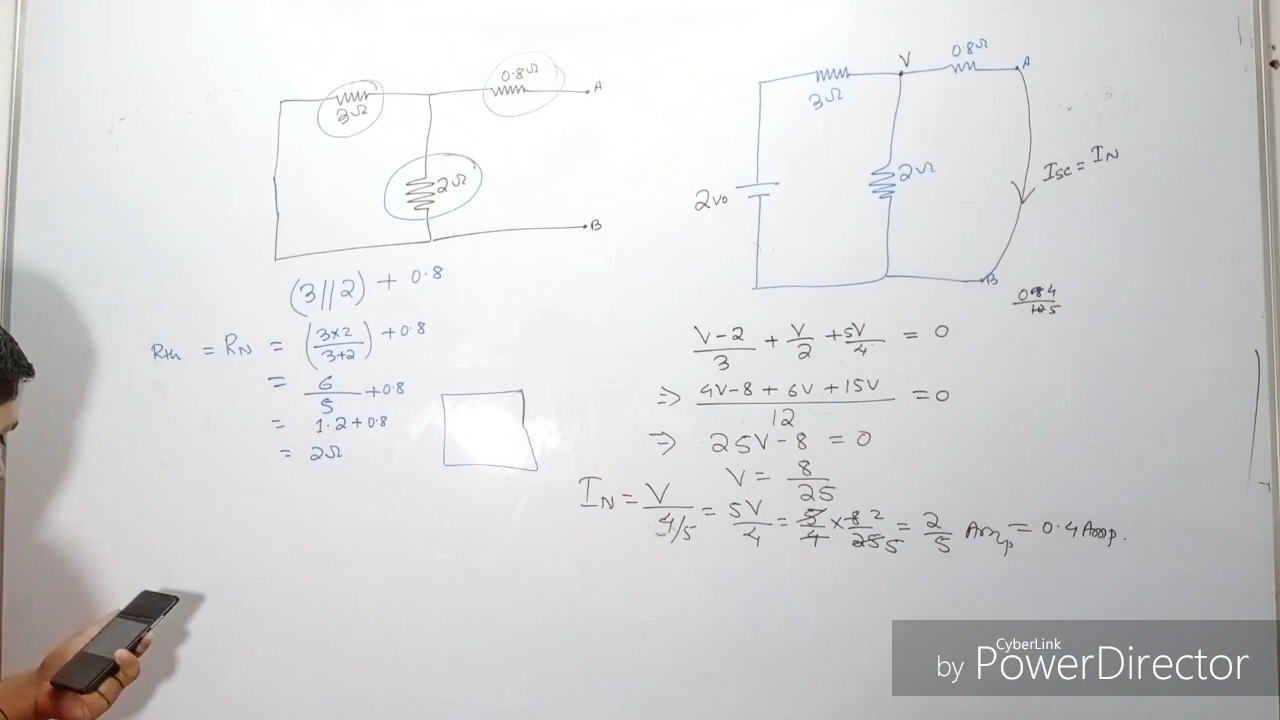 3Ω
0.8Ω
A
2Ω
B
(3||2) + 0.8
Rth = RN = (3×2/3+2) + 0.8
= 6/5 + 0.8
= 1.2 + 0.8
= 2Ω
3Ω
V
0.8Ω
A
2Vo
2Ω
Isc = IN
B
V-2/3 + V/2 + 5V/4 = 0
⇒ 4V-8 + 6V + 15V/12 = 0
⇒ 25V - 8 = 0
V = 8/25
IN = V/4/5 = 5V/4 = 5/4 × 8 2/25 5 = 2/5 Amp = 0.4 Amp.
CyberLink
by PowerDirector